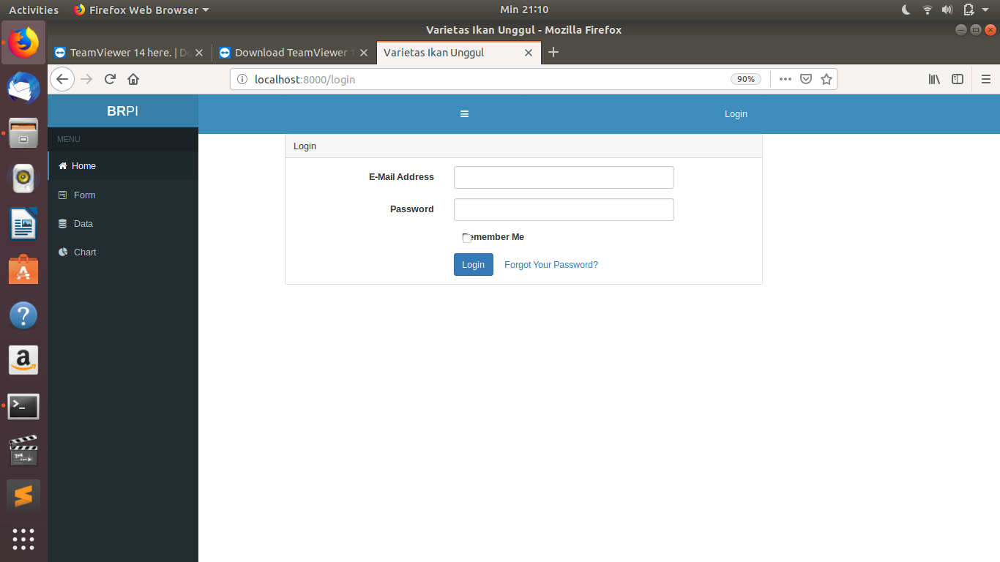 Activities
Firefox Web Browser
Min 21:10
Varietas Ikan Unggul - Mozilla Firefox
TeamViewer 14 here. | Do
Download TeamViewer 1
Varietas Ikan Unggul
localhost:8000/login
90%
BRPI
Login
MENU
Home
Form
Data
Chart
Login
E-Mail Address
Password
Remember Me
Login
Forgot Your Password?